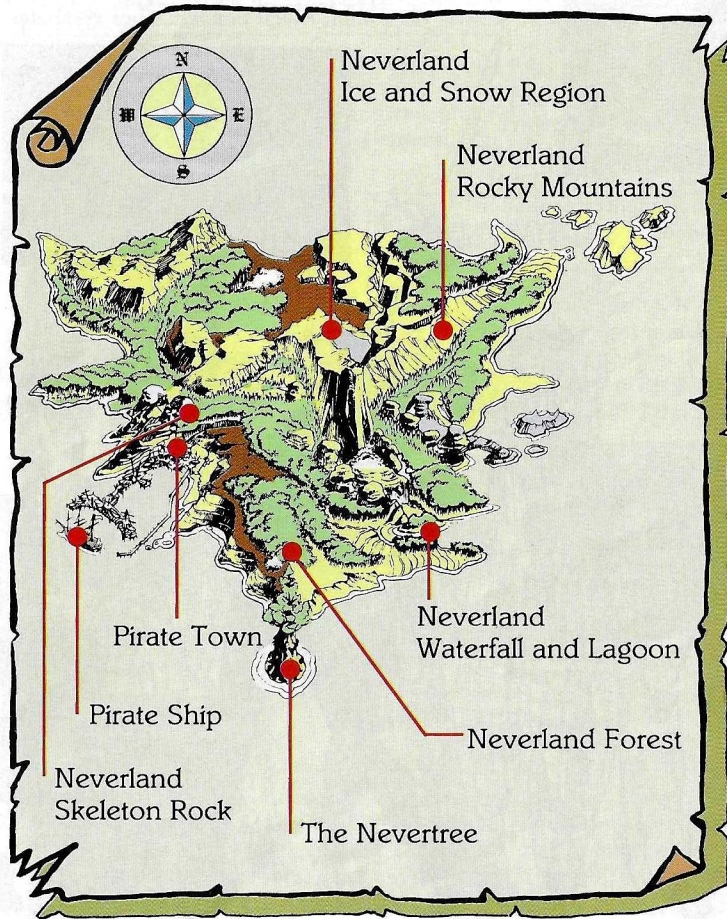 N
W
E
S
Neverland
Ice and Snow Region
Neverland
Rocky Mountains
Pirate Town
Neverland
Waterfall and Lagoon
Pirate Ship
Neverland Forest
Neverland
Skeleton Rock
The Nevertree